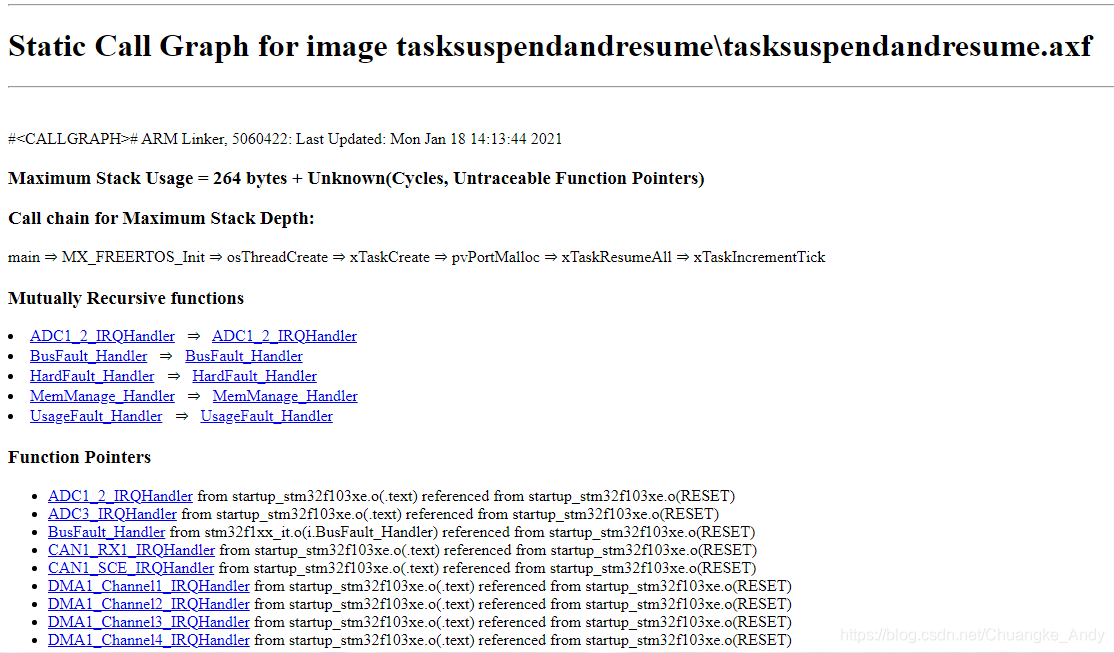 Static Call Graph for image tasksuspendandresume\tasksuspendandresume.axf
#<CALLGRAPH># ARM Linker, 5060422: Last Updated: Mon Jan 18 14:13:44 2021
Maximum Stack Usage = 264 bytes + Unknown(Cycles, Untraceable Function Pointers)
Call chain for Maximum Stack Depth:
main ⇒ MX_FREERTOS_Init ⇒ osThreadCreate ⇒ xTaskCreate ⇒ pvPortMalloc ⇒ xTaskResumeAll ⇒ xTaskIncrementTick
Mutually Recursive functions
• ADC1_2_IRQHandler ⇒ ADC1_2_IRQHandler
• BusFault_Handler ⇒ BusFault_Handler
• HardFault_Handler ⇒ HardFault_Handler
• MemManage_Handler ⇒ MemManage_Handler
• UsageFault_Handler ⇒ UsageFault_Handler
Function Pointers
• ADC1_2_IRQHandler from startup_stm32f103xe.o(.text) referenced from startup_stm32f103xe.o(RESET)
• ADC3_IRQHandler from startup_stm32f103xe.o(.text) referenced from startup_stm32f103xe.o(RESET)
• BusFault_Handler from stm32f1xx_it.o(i.BusFault_Handler) referenced from startup_stm32f103xe.o(RESET)
• CAN1_RX1_IRQHandler from startup_stm32f103xe.o(.text) referenced from startup_stm32f103xe.o(RESET)
• CAN1_SCE_IRQHandler from startup_stm32f103xe.o(.text) referenced from startup_stm32f103xe.o(RESET)
• DMA1_Channel1_IRQHandler from startup_stm32f103xe.o(.text) referenced from startup_stm32f103xe.o(RESET)
• DMA1_Channel2_IRQHandler from startup_stm32f103xe.o(.text) referenced from startup_stm32f103xe.o(RESET)
• DMA1_Channel3_IRQHandler from startup_stm32f103xe.o(.text) referenced from startup_stm32f103xe.o(RESET)
• DMA1_Channel4_IRQHandler from startup_stm32f103xe.o(.text) referenced from startup_stm32f103xe.o(RESET)
https://blog.csdn.net/Chuangke_Andy